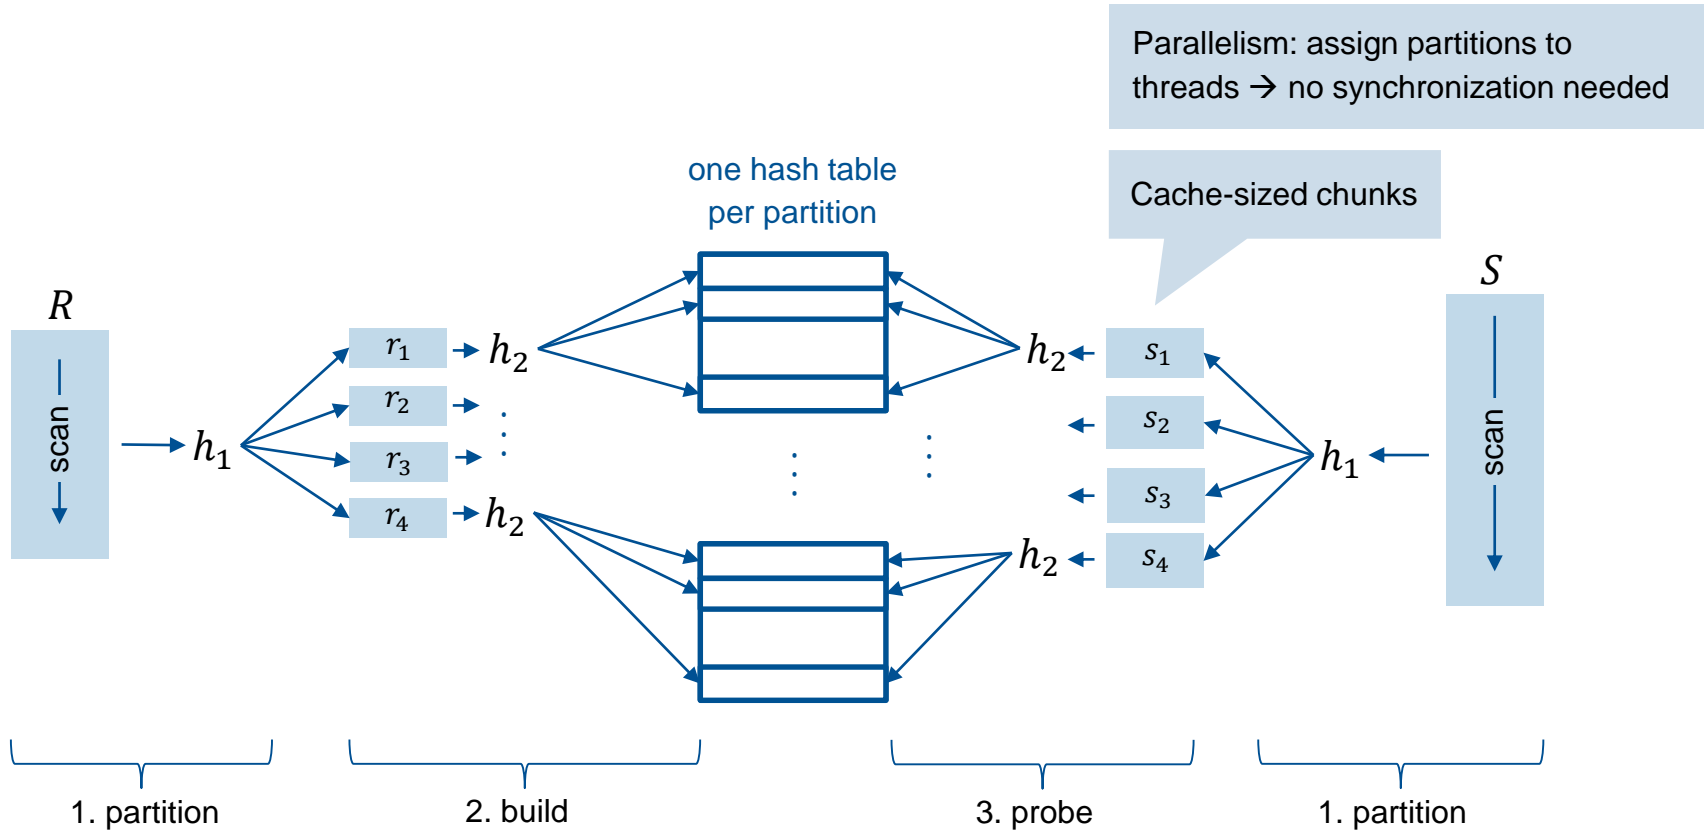 Parallelism: assign partitions to
threads → no synchronization needed
one hash table
per partition
Cache-sized chunks
R
S
scan
h₁
r₁
r₂
r₃
r₄
h₂
h₂
h₂
h₂
s₁
s₂
s₃
s₄
h₁
scan
1. partition
2. build
3. probe
1. partition